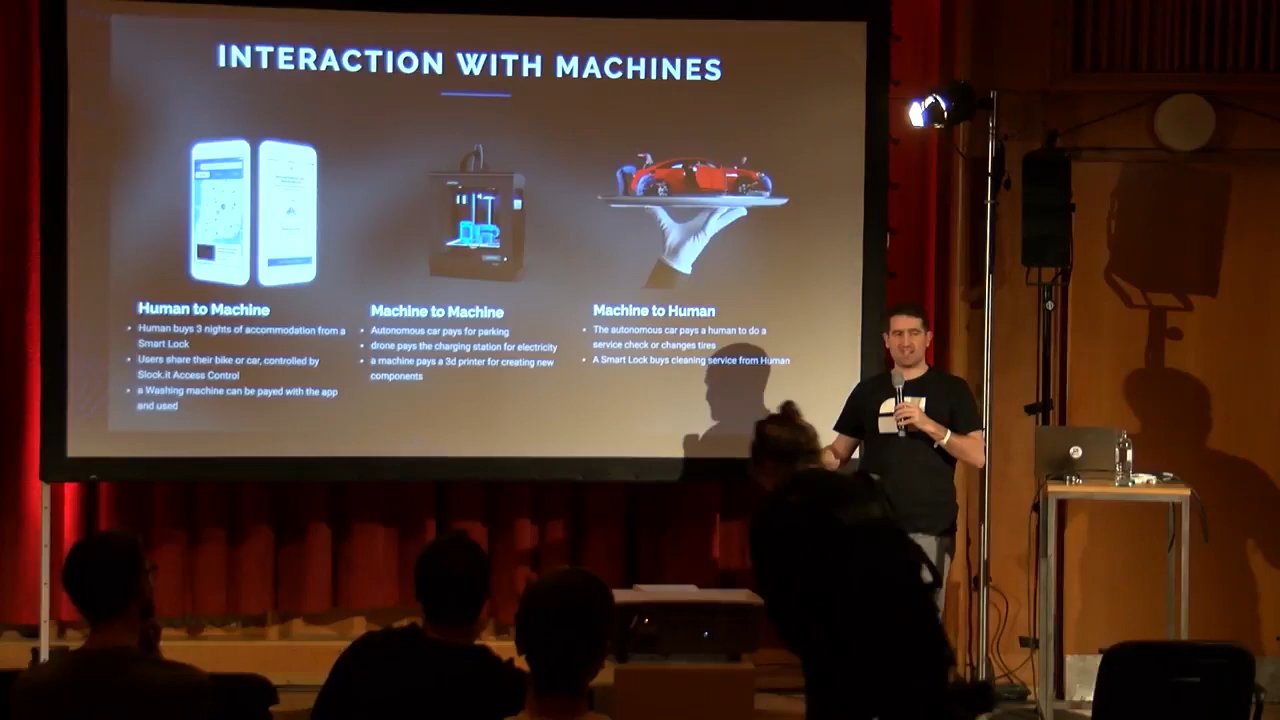 INTERACTION WITH MACHINES
Human to Machine
Human buys 3 nights of accommodation from a
Smart Lock
Users share their bike or car, controlled by
Slock.it Access Control
a Washing machine can be payed with the app
and used
Machine to Machine
Autonomous car pays for parking
drone pays the charging station for electricity
a machine pays a 3d printer for creating new
components
Machine to Human
The autonomous car pays a human to do a
service check or changes tires
A Smart Lock buys cleaning service from Human